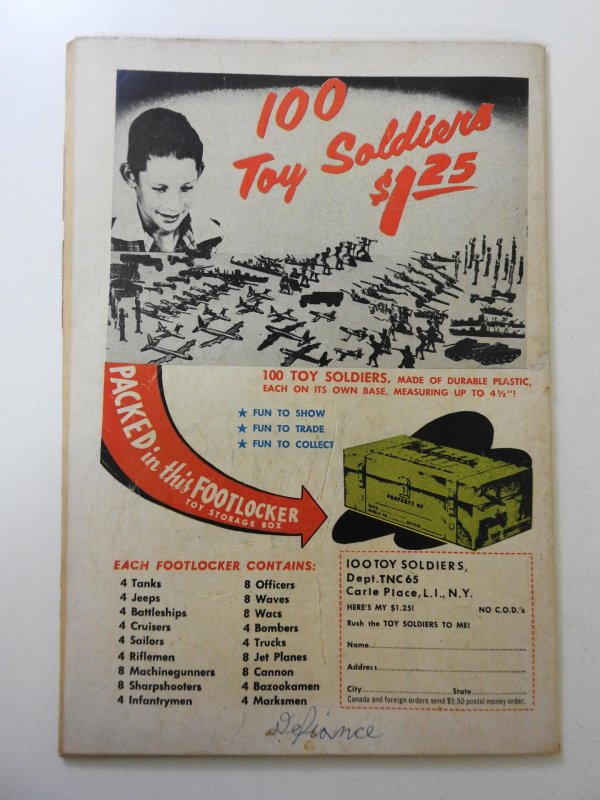 100
Toy Soldiers
$1.25
100 TOY SOLDIERS, MADE OF DURABLE PLASTIC,
EACH ON ITS OWN BASE, MEASURING UP TO 4½"!
★ FUN TO SHOW
★ FUN TO TRADE
★ FUN TO COLLECT
PACKED in this FOOTLOCKER
TOY STORAGE BOX
PROPERTY OF
EACH FOOTLOCKER CONTAINS:
4 Tanks
4 Jeeps
4 Battleships
4 Cruisers
4 Sailors
4 Riflemen
8 Machinegunners
8 Sharpshooters
4 Infantrymen
8 Officers
8 Waves
8 Wacs
4 Bombers
4 Trucks
8 Jet Planes
8 Cannon
4 Bazookamen
4 Marksmen
100 TOY SOLDIERS,
Dept. TNC 65
Carle Place, L.I., N.Y.
HERE'S MY $1.25! NO C.O.D.'s
Rush the TOY SOLDIERS TO ME!
Name
Address
City State
Canada and foreign orders send $1.50 postal money order.
Defiance